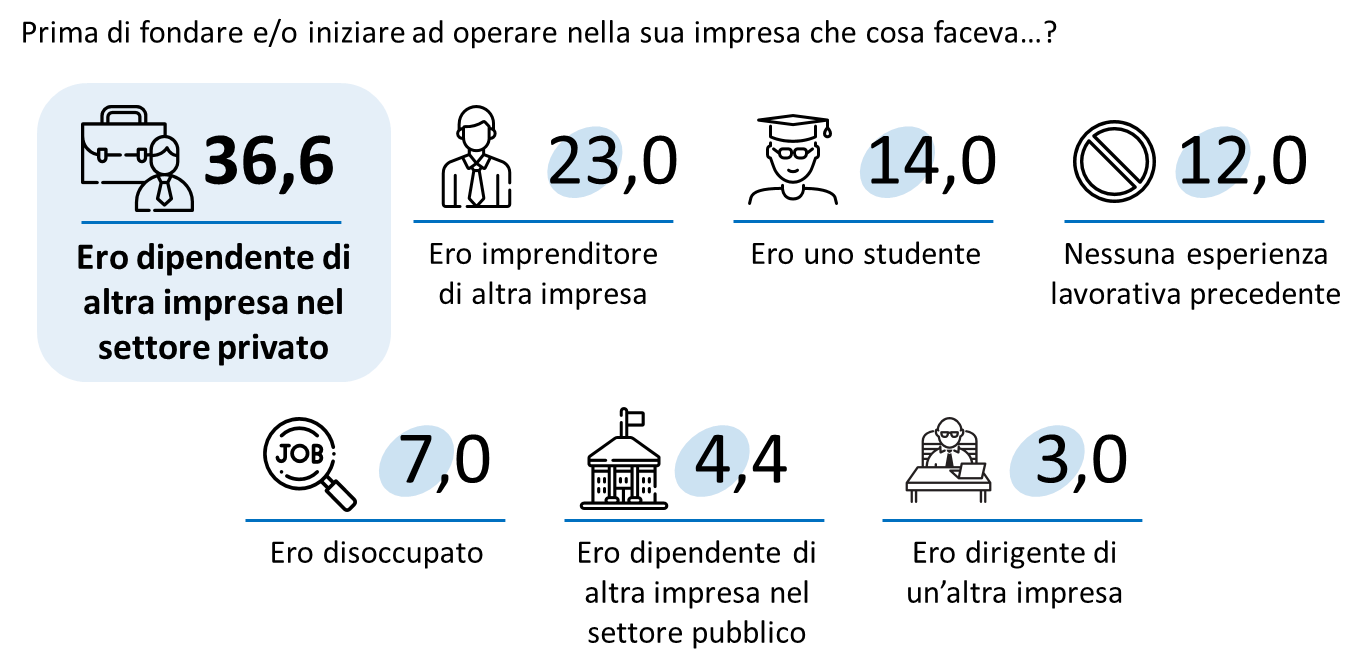 Prima di fondare e/o iniziare ad operare nella sua impresa che cosa faceva...?
36,6
Ero dipendente di
altra impresa nel
settore privato
23,0
Ero imprenditore
di altra impresa
14,0
Ero uno studente
12,0
Nessuna esperienza
lavorativa precedente
JOB
7,0
Ero disoccupato
4,4
Ero dipendente di
altra impresa nel
settore pubblico
3,0
Ero dirigente di
un’altra impresa